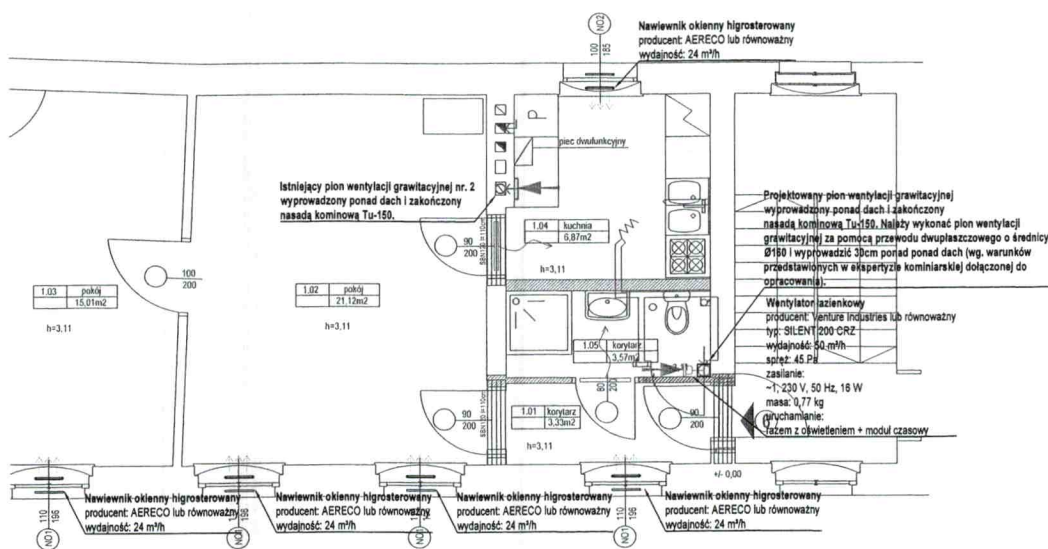 NO2
100
185
Nawiewnik okienny higrosterowany
producent: AERECO lub równoważny
wydajność: 24 m³/h
P
piec dwufunkcyjny
Istniejący pion wentylacji grawitacyjnej nr. 2
wyprowadzony ponad dach i zakończony
nasadą kominową Tu-150.
Projektowany pion wentylacji grawitacyjnej
wyprowadzony ponad dach i zakończony
nasadą kominową Tu-150. Należy wykonać pion wentylacji
grawitacyjnej za pomocą przewodu dwupłaszczowego o średnicy
Ø160 i wyprowadzić 30cm ponad ponad dach (wg. warunków
przedstawionych w ekspertyzie kominiarskiej dołączonej do
opracowania).
Wentylator łazienkowy
producent: Venture Industries lub równoważny
typ: SILENT 200 CRZ
wydajność: 50 m³/h
spręż: 45 Pa
zasilanie:
~1, 230 V, 50 Hz, 16 W
masa: 0,77 kg
uruchamianie:
razem z oświetleniem + moduł czasowy
1.04 kuchnia
6,87m2
h=3,11
90
200
100
200
1.03 pokój
15,01m2
h=3,11
1.02 pokój
21,12m2
h=3,11
1.05 korytarz
3,57m2
80
200
1.01 korytarz
3,33m2
h=3,11
90
200
90
200
+/- 0,00
Nawiewnik okienny higrosterowany
producent: AERECO lub równoważny
wydajność: 24 m³/h
Nawiewnik okienny higrosterowany
producent: AERECO lub równoważny
wydajność: 24 m³/h
Nawiewnik okienny higrosterowany
producent: AERECO lub równoważny
wydajność: 24 m³/h
Nawiewnik okienny higrosterowany
producent: AERECO lub równoważny
wydajność: 24 m³/h
110
196
NO1
110
196
NO1